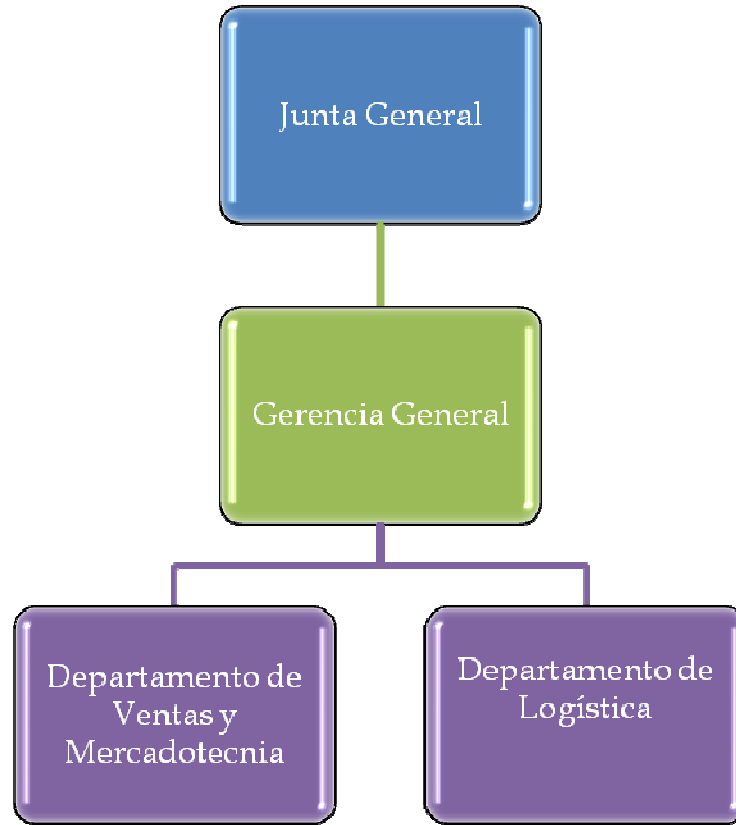 Junta General
Gerencia General
Departamento de
Ventas y
Mercadotecnia
Departamento de
Logística